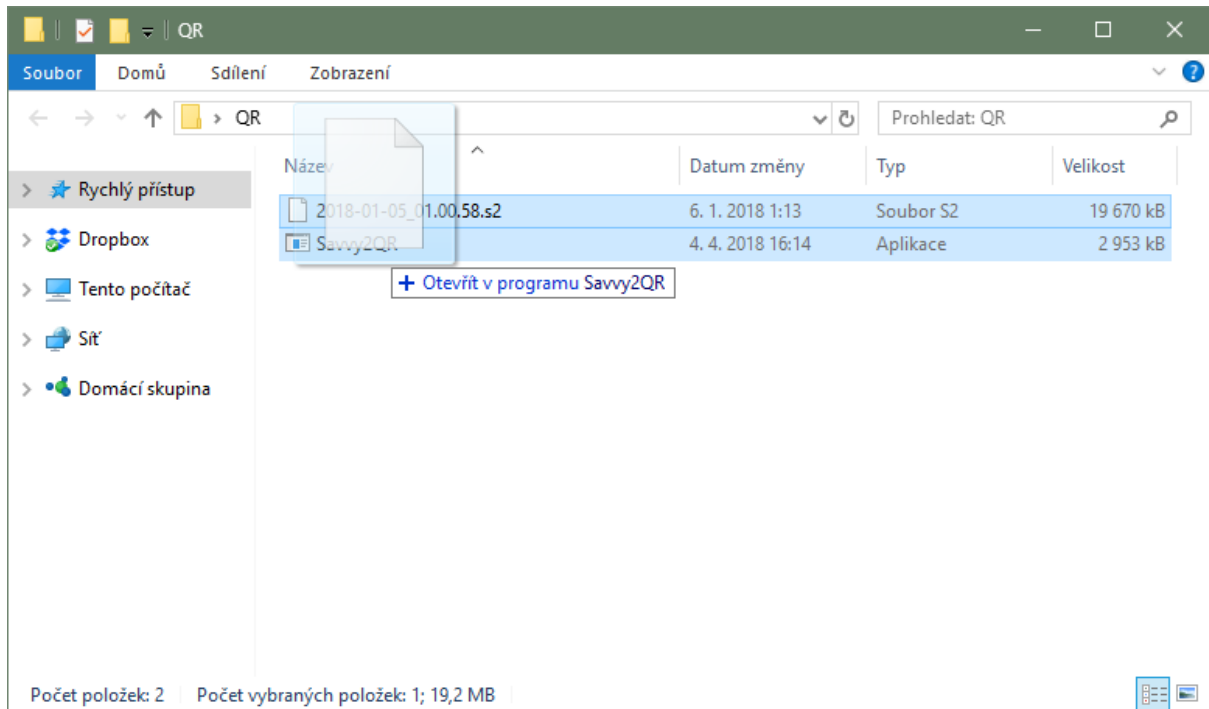 QR
Soubor Domů Sdílení Zobrazení
QR Prohledat: QR
Název Datum změny Typ Velikost
Rychlý přístup
2018-01-05_01.00.58.s2 6. 1. 2018 1:13 Soubor S2 19 670 kB
Dropbox
Savvy2QR 4. 4. 2018 16:14 Aplikace 2 953 kB
+ Otevřít v programu Savvy2QR
Tento počítač
Síť
Domácí skupina
Počet položek: 2 Počet vybraných položek: 1; 19,2 MB